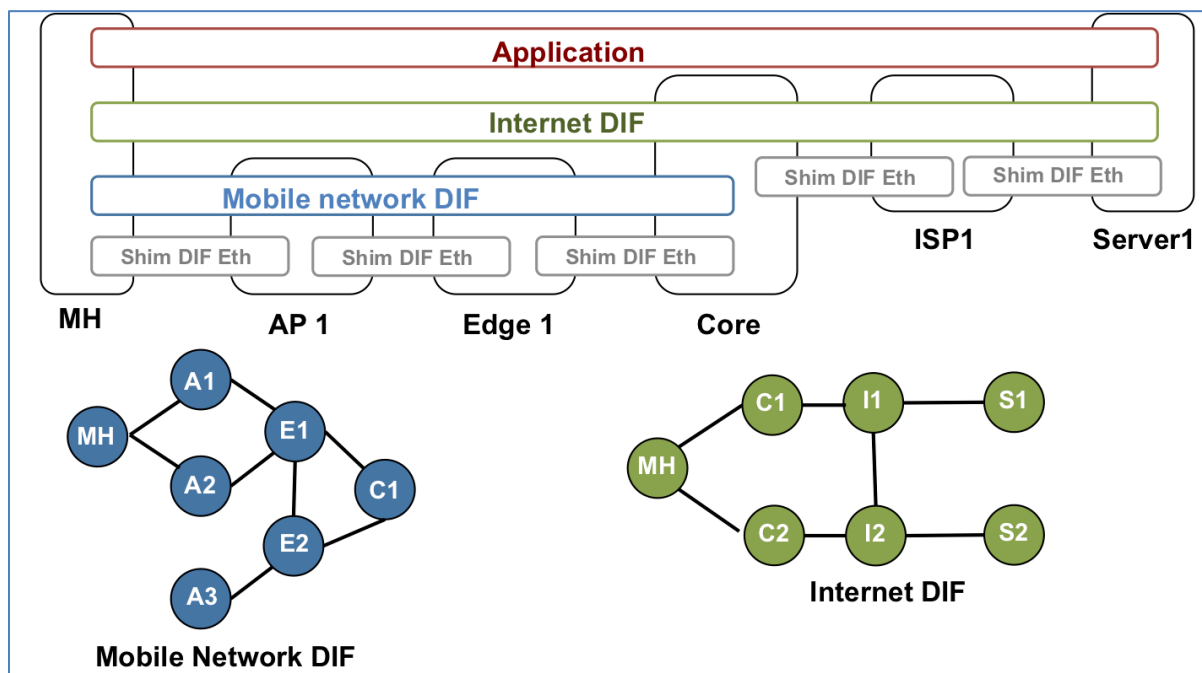 Application
Internet DIF
Shim DIF Eth
Shim DIF Eth
Mobile network DIF
Shim DIF Eth
Shim DIF Eth
Shim DIF Eth
ISP1
Server1
MH
AP 1
Edge 1
Core
A1
MH
E1
A2
C1
E2
A3
Mobile Network DIF
C1
I1
S1
MH
C2
I2
S2
Internet DIF